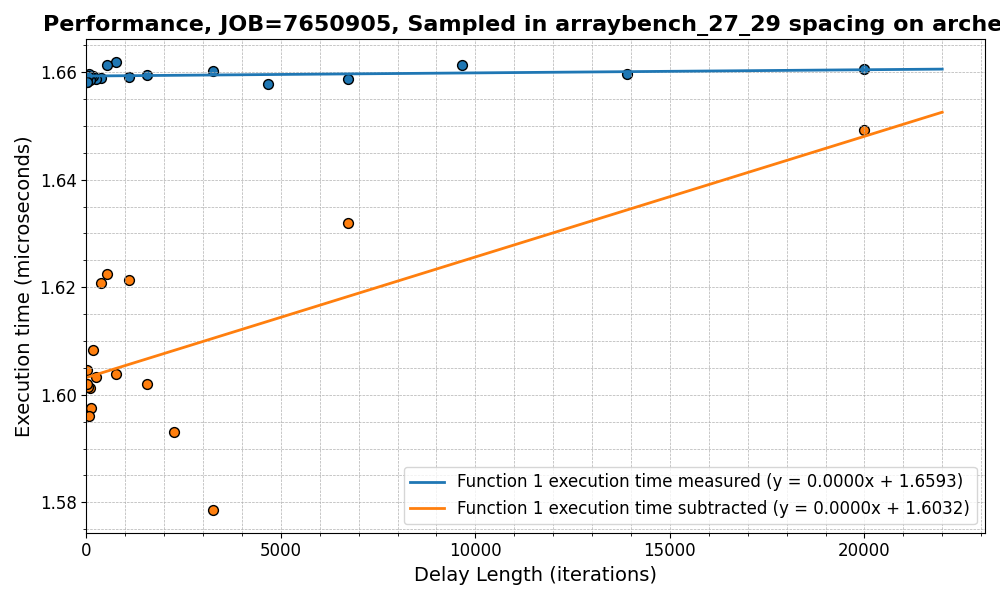 Performance, JOB=7650905, Sampled in arraybench_27_29 spacing on arche
Execution time (microseconds)
1.66
1.64
1.62
1.60
1.58
Function 1 execution time measured (y = 0.0000x + 1.6593)
Function 1 execution time subtracted (y = 0.0000x + 1.6032)
0 5000 10000 15000 20000
Delay Length (iterations)